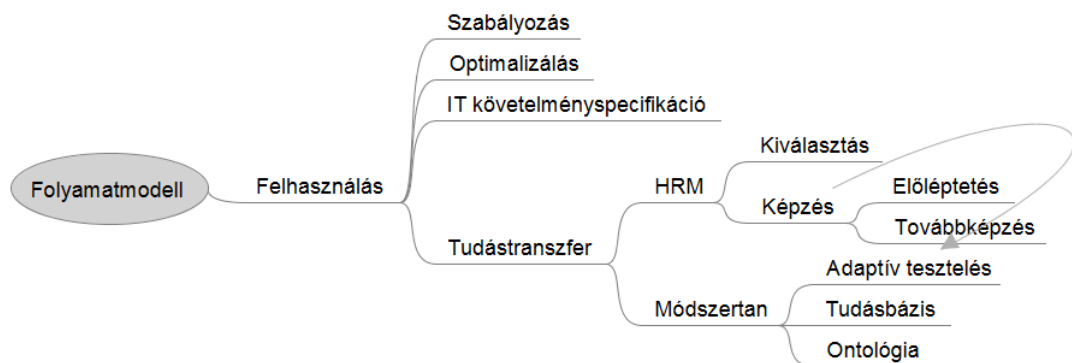 Szabályozás
Optimalizálás
IT követelményspecifikáció
Folyamatmodell
Felhasználás
Tudástranszfer
HRM
Kiválasztás
Képzés
Előléptetés
Továbbképzés
Módszertan
Adaptív tesztelés
Tudásbázis
Ontológia